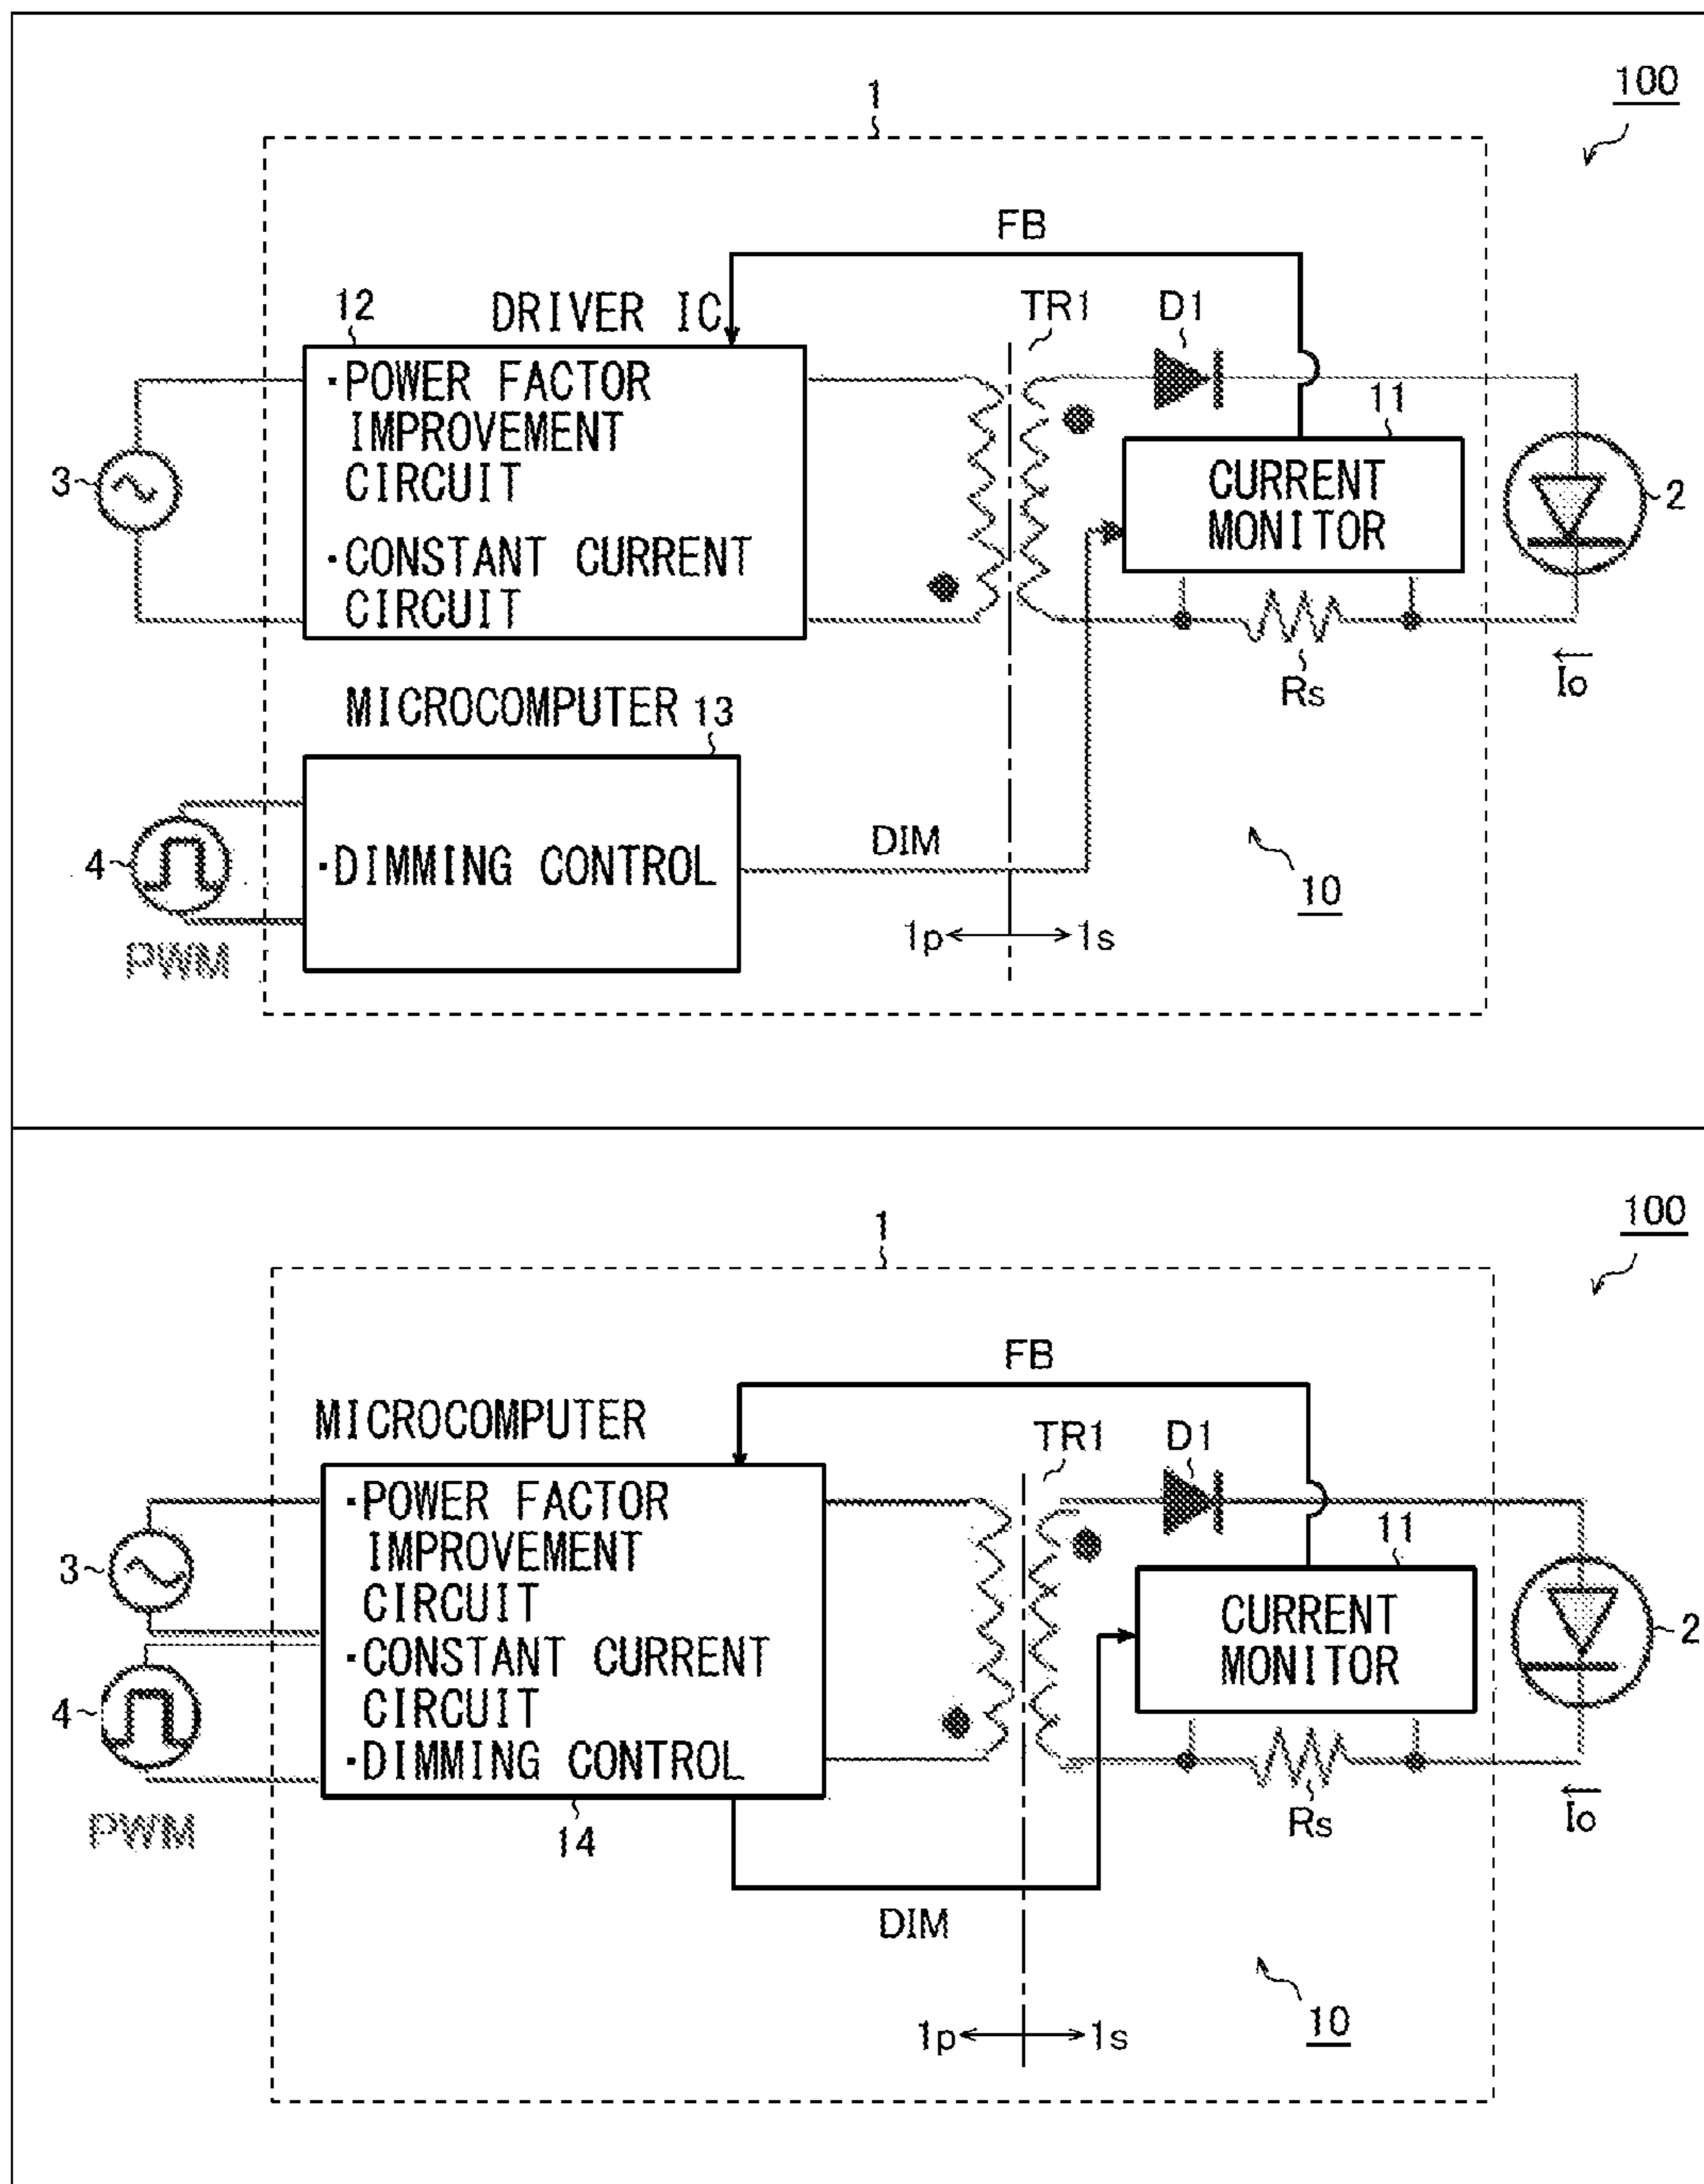 100
1
FB
12
DRIVER IC
TR1
D1
·POWER FACTOR
IMPROVEMENT
CIRCUIT
·CONSTANT CURRENT
CIRCUIT
3
11
CURRENT
MONITOR
2
Rs
Io
MICROCOMPUTER 13
4
·DIMMING CONTROL
DIM
10
PWM
1p
1s
100
1
FB
MICROCOMPUTER
TR1
D1
·POWER FACTOR
IMPROVEMENT
CIRCUIT
·CONSTANT CURRENT
CIRCUIT
·DIMMING CONTROL
3
11
CURRENT
MONITOR
2
4
Rs
Io
PWM
14
DIM
10
1p
1s